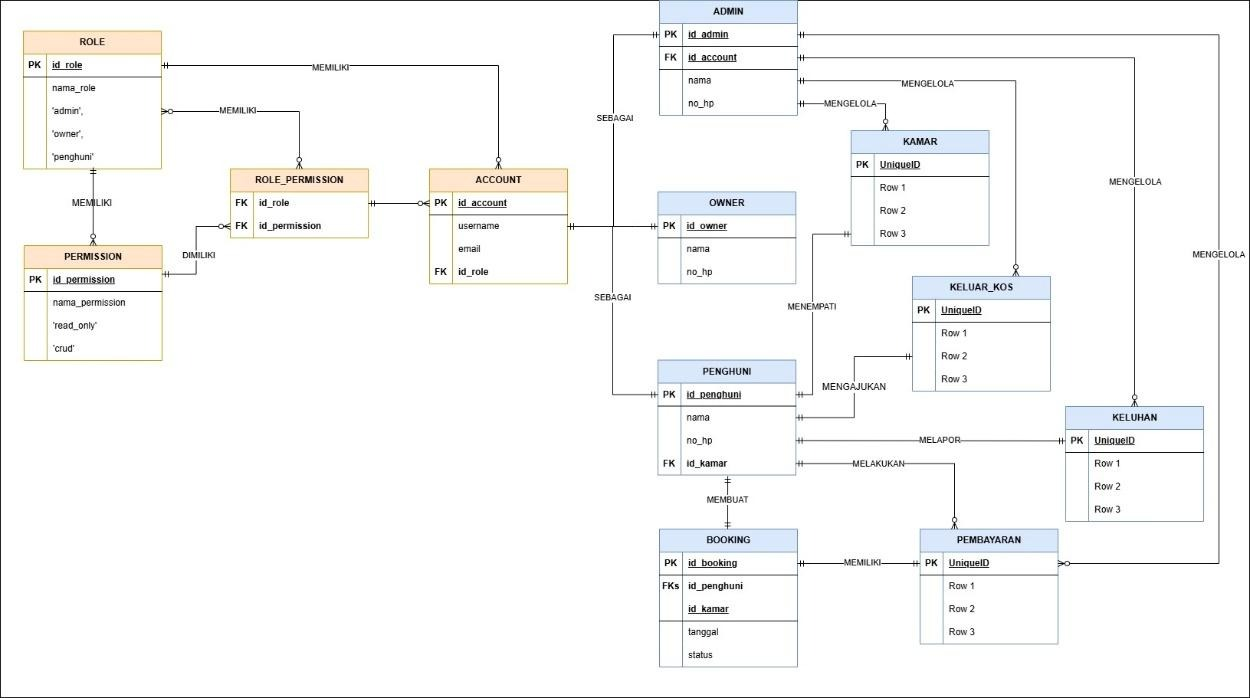 ROLE
PK id_role
nama_role
'admin',
'owner',
'penghuni'
MEMILIKI
MEMILIKI
MEMILIKI
PERMISSION
PK id_permission
nama_permission
'read_only'
'crud'
DIMILIKI
ROLE_PERMISSION
FK id_role
FK id_permission
ACCOUNT
PK id_account
username
email
FK id_role
SEBAGAI
SEBAGAI
ADMIN
PK id_admin
FK id_account
nama
no_hp
MENGELOLA
MENGELOLA
MENGELOLA
MENGELOLA
OWNER
PK id_owner
nama
no_hp
KAMAR
PK UniqueID
Row 1
Row 2
Row 3
MENEMPATI
KELUAR_KOS
PK UniqueID
Row 1
Row 2
Row 3
MENGAJUKAN
PENGHUNI
PK id_penghuni
nama
no_hp
FK id_kamar
MELAPOR
MELAKUKAN
MEMBUAT
KELUHAN
PK UniqueID
Row 1
Row 2
Row 3
BOOKING
PK id_booking
FKs id_penghuni
id_kamar
tanggal
status
MEMILIKI
PEMBAYARAN
PK UniqueID
Row 1
Row 2
Row 3